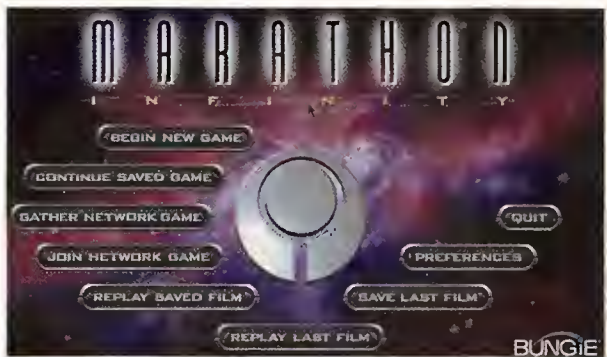 MARATHON
INFINITY
BEGIN NEW GAME
CONTINUE SAVED GAME
GATHER NETWORK GAME
QUIT
JOIN NETWORK GAME
PREFERENCES
REPLAY SAVED FILM
SAVE LAST FILM
REPLAY LAST FILM
BUNGiE